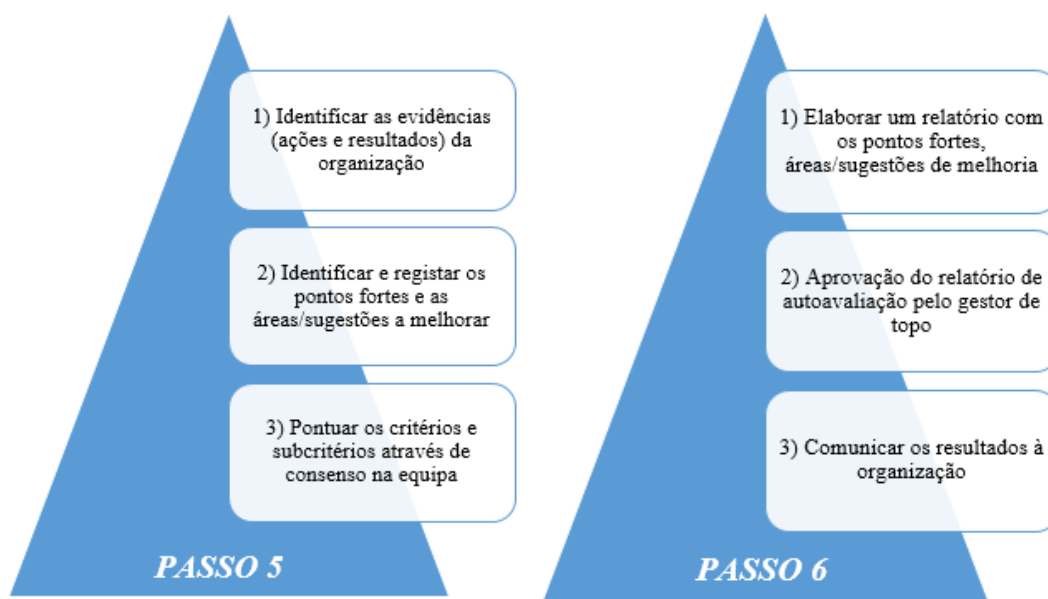 1) Identificar as evidências
(ações e resultados) da
organização
2) Identificar e registar os
pontos fortes e as
áreas/sugestões a melhorar
3) Pontuar os critérios e
subcritérios através de
consenso na equipa
PASSO 5
1) Elaborar um relatório com
os pontos fortes,
áreas/sugestões de melhoria
2) Aprovação do relatório de
autoavaliação pelo gestor de
topo
3) Comunicar os resultados à
organização
PASSO 6